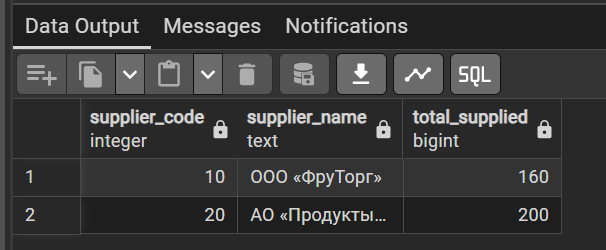 Data Output Messages Notifications
SQL
supplier_code supplier_name total_supplied
integer text bigint
1 10 ООО «ФруТорг» 160
2 20 АО «Продукты... 200